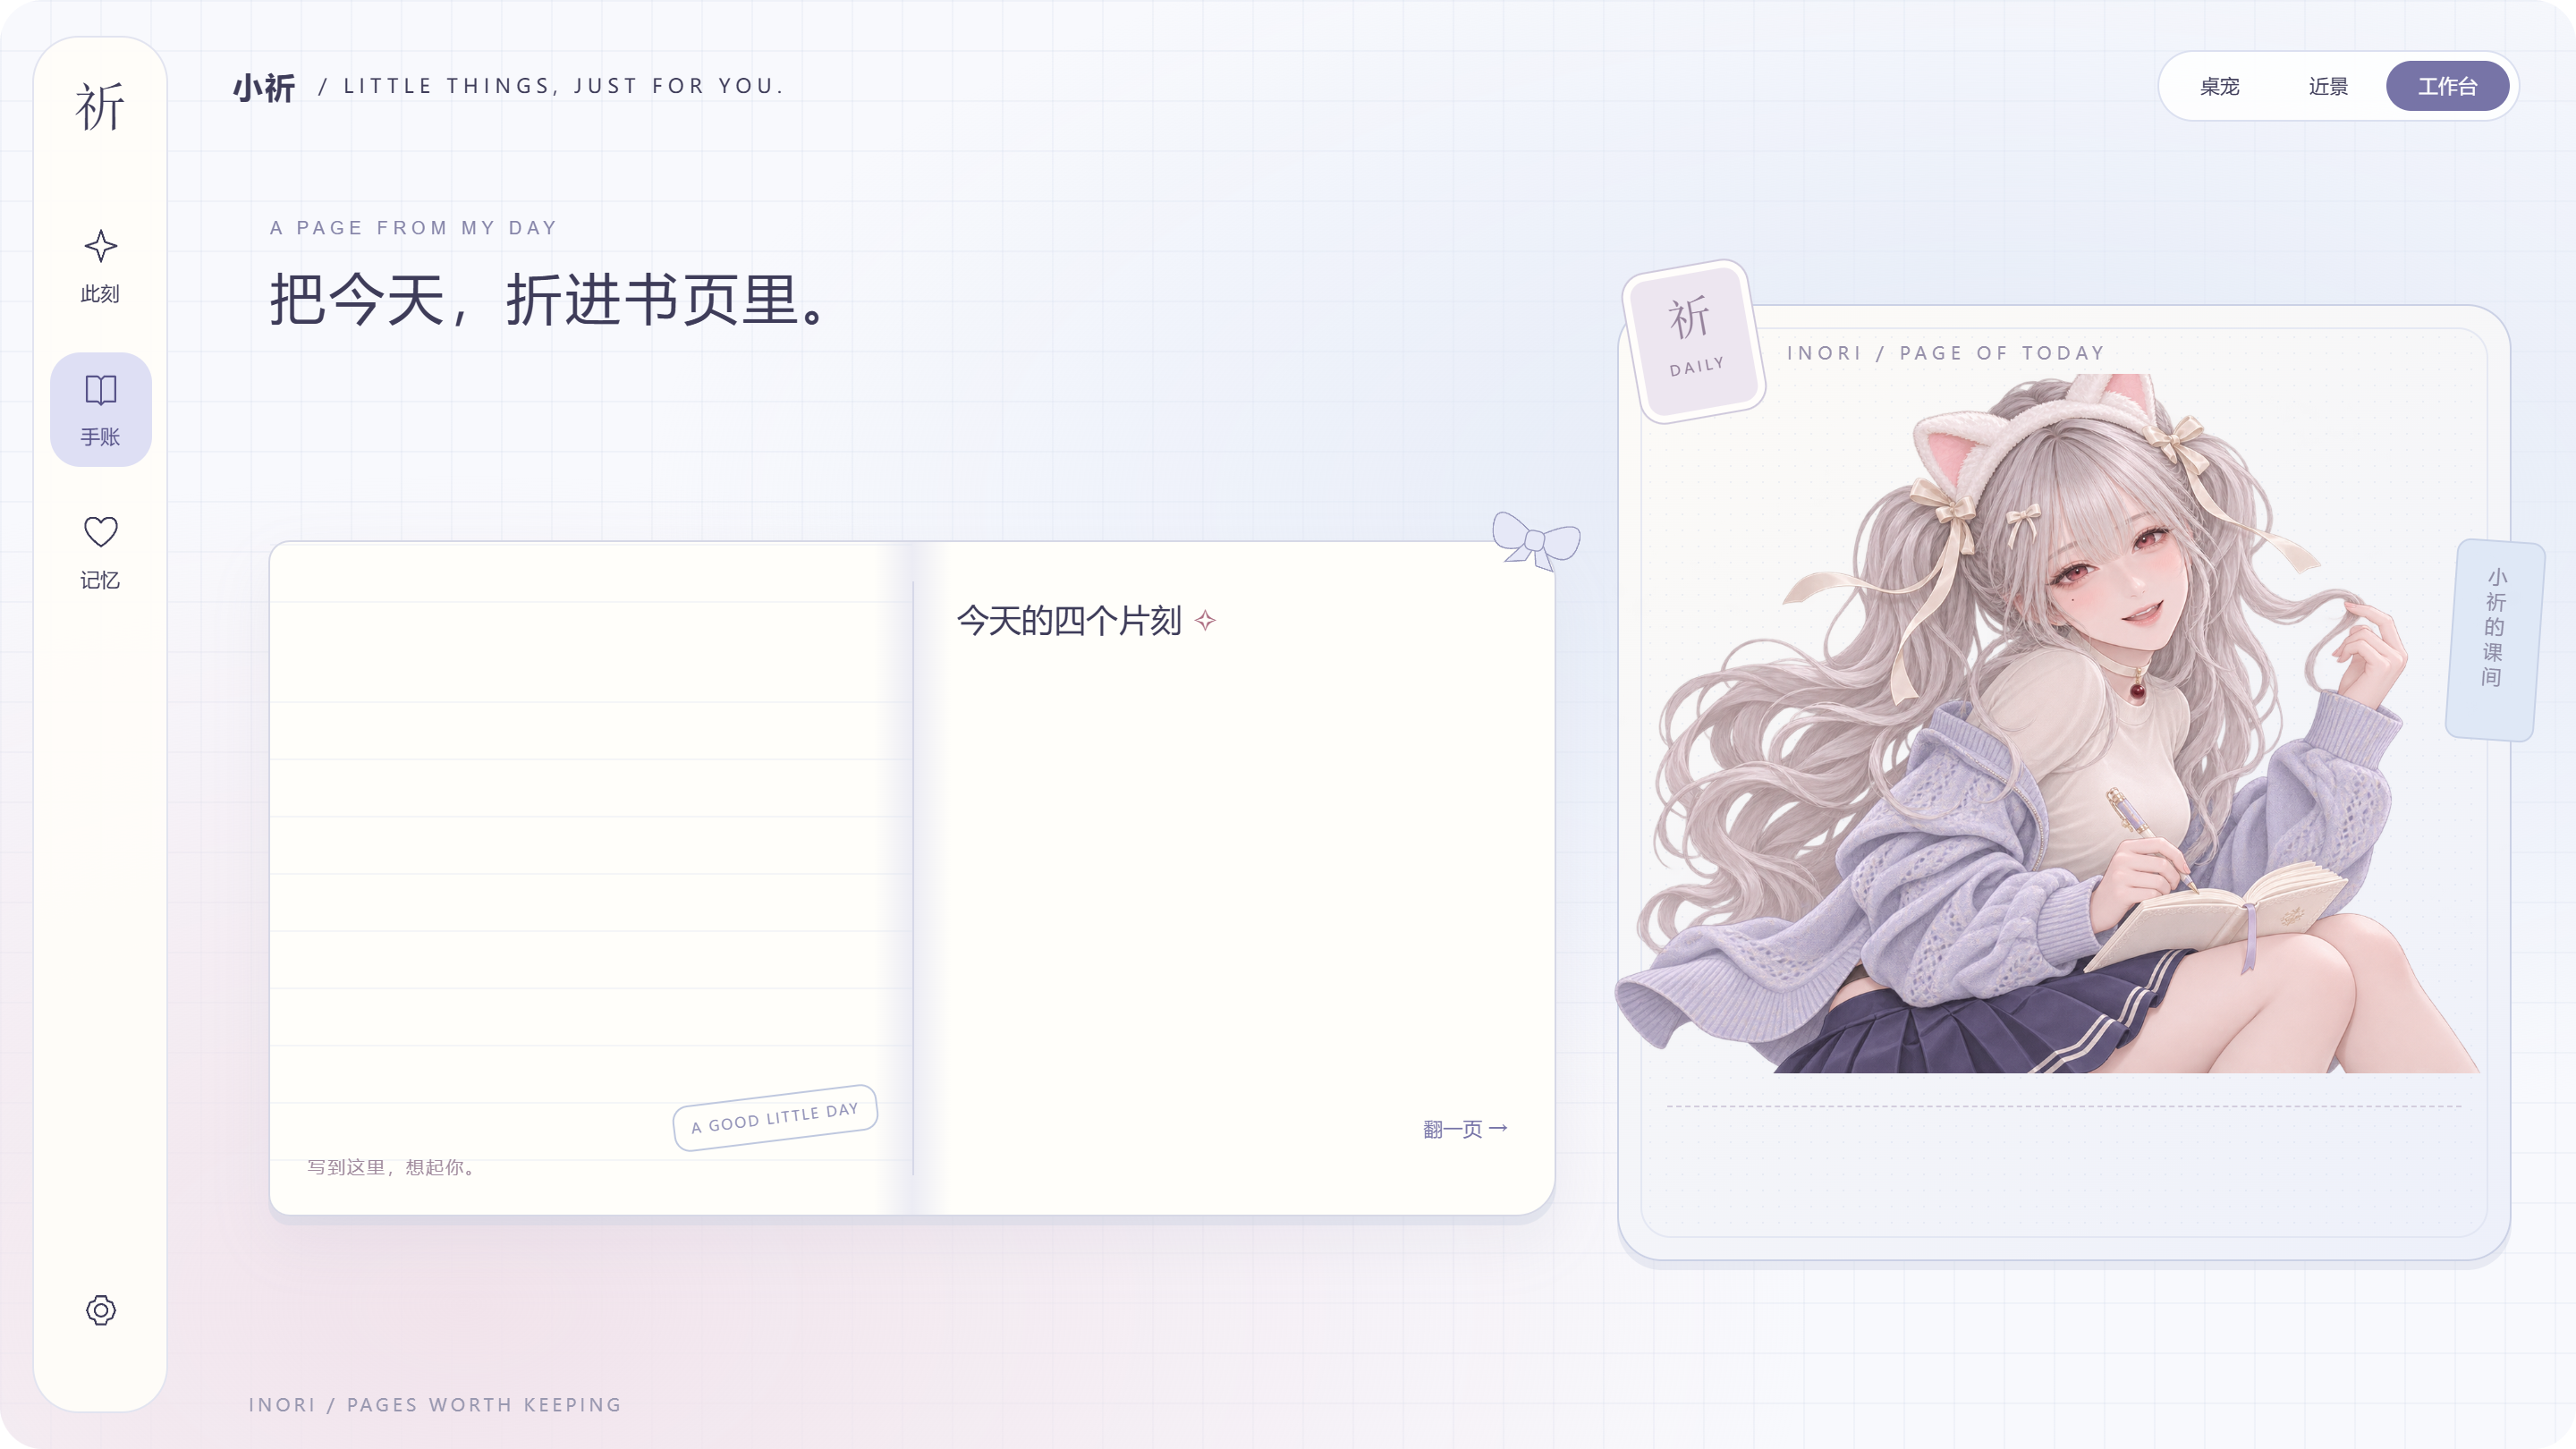 祈
小祈 / LITTLE THINGS, JUST FOR YOU.
桌宠
近景
工作台
此刻
手账
记忆
A PAGE FROM MY DAY
把今天，折进书页里。
今天的四个片刻
A GOOD LITTLE DAY
写到这里，想起你。
翻一页 →
祈
DAILY
INORI / PAGE OF TODAY
小祈的课间
INORI / PAGES WORTH KEEPING